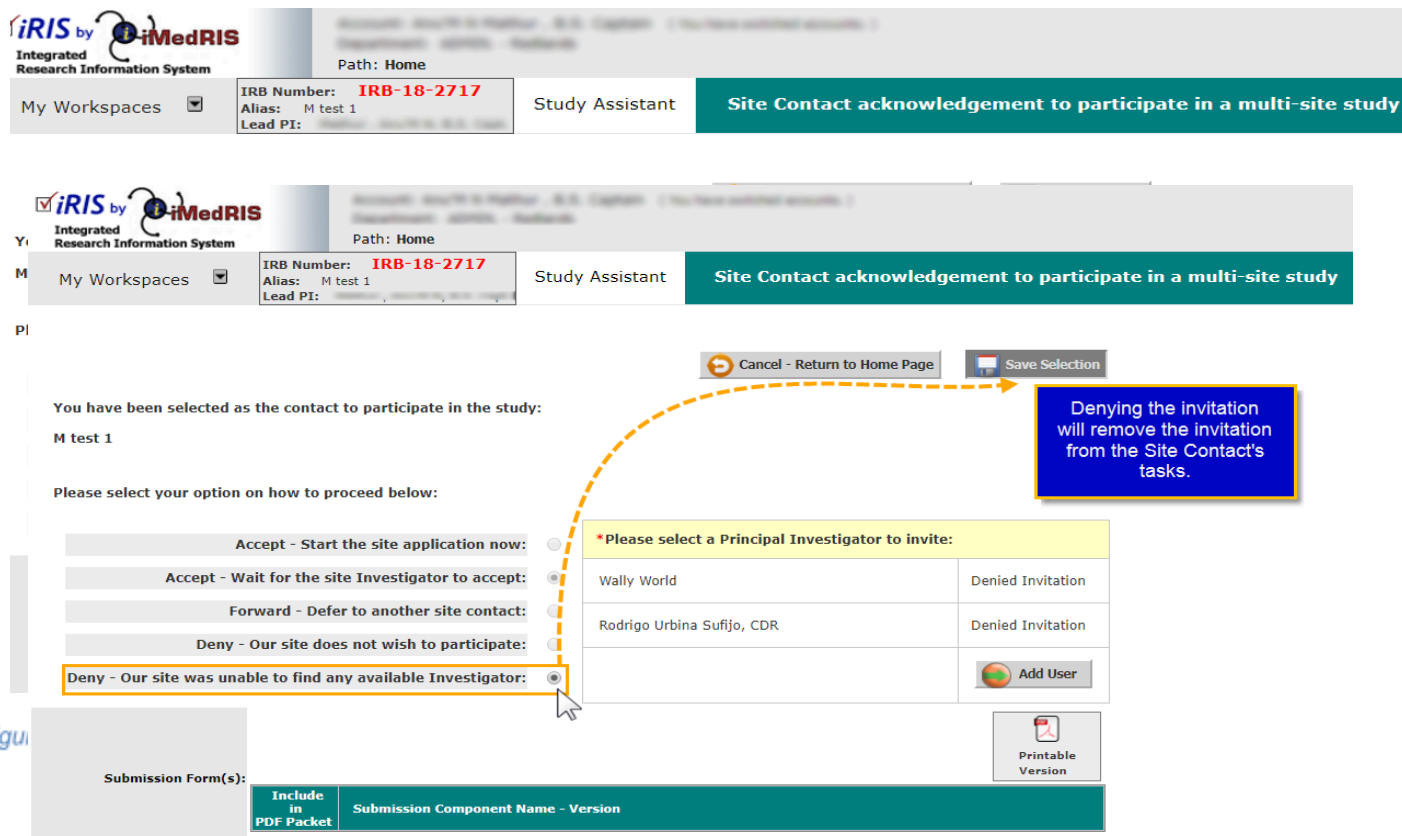 iRIS by iMedRIS
Integrated
Research Information System
Path: Home
My Workspaces
IRB Number: IRB-18-2717
Alias: M test 1
Lead PI:
Study Assistant
Site Contact acknowledgement to participate in a multi-site study
iRIS by iMedRIS
Integrated
Research Information System
Path: Home
My Workspaces
IRB Number: IRB-18-2717
Alias: M test 1
Lead PI:
Study Assistant
Site Contact acknowledgement to participate in a multi-site study
Cancel - Return to Home Page
Save Selection
You have been selected as the contact to participate in the study:
M test 1
Denying the invitation
will remove the invitation
from the Site Contact's
tasks.
Please select your option on how to proceed below:
Accept - Start the site application now:
Accept - Wait for the site Investigator to accept:
Forward - Defer to another site contact:
Deny - Our site does not wish to participate:
Deny - Our site was unable to find any available Investigator:
*Please select a Principal Investigator to invite:
Wally World Denied Invitation
Rodrigo Urbina Sufijo, CDR Denied Invitation
Add User
Printable
Version
Submission Form(s):
Include
in
PDF Packet
Submission Component Name - Version